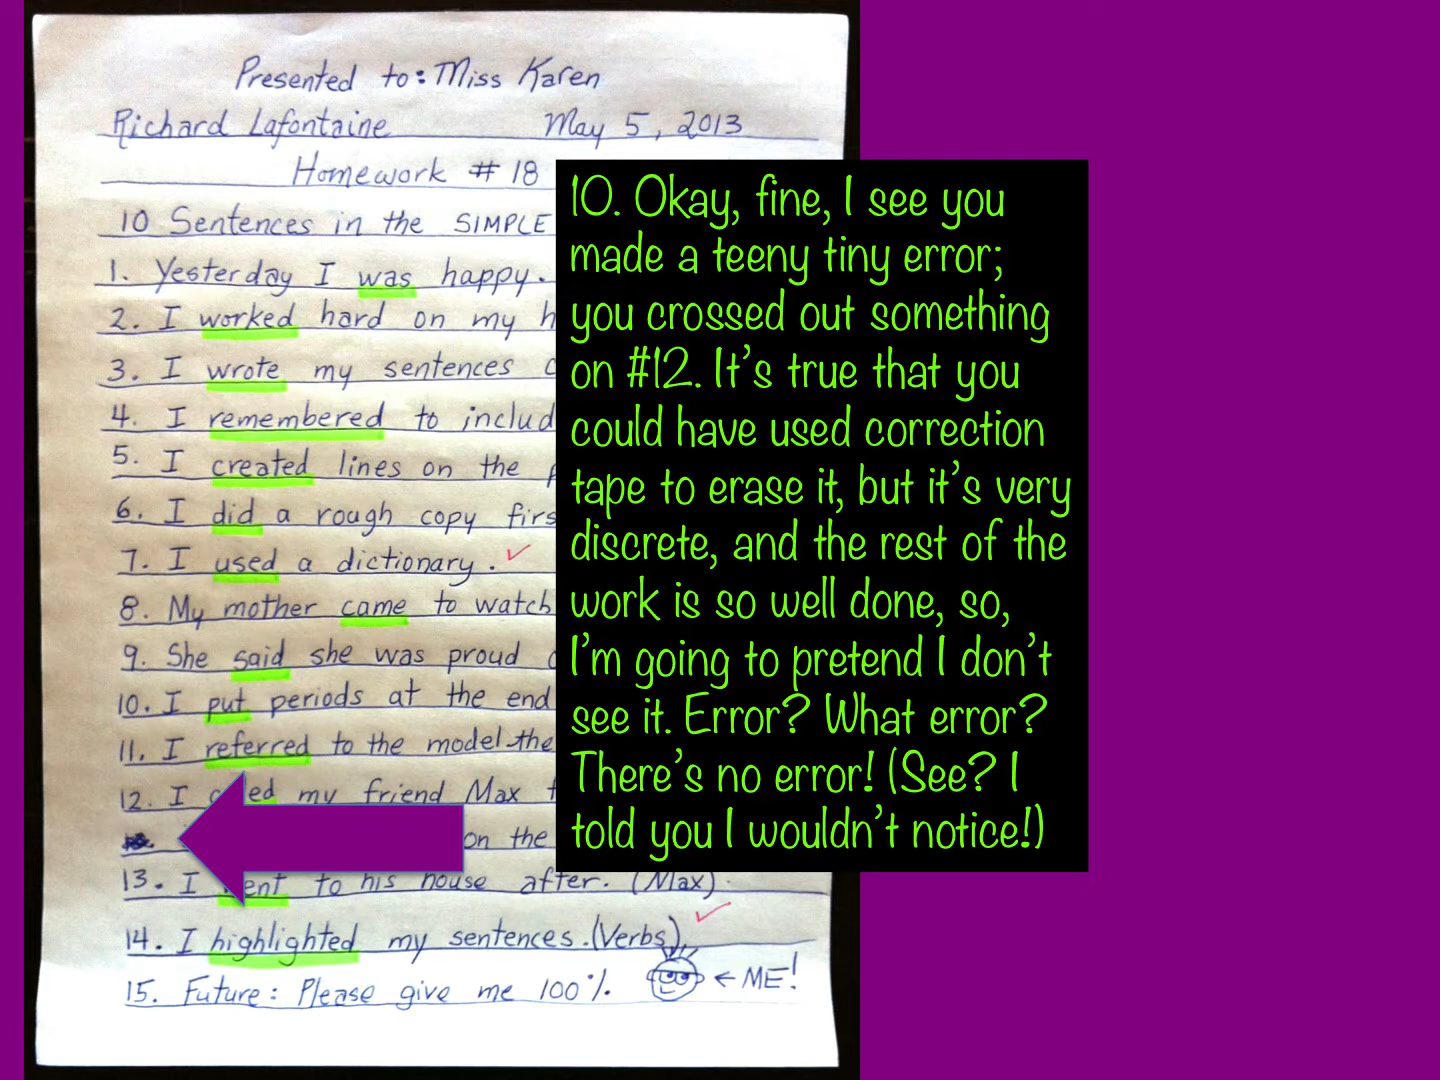 Presented to: Miss Karen
Richard Lafontaine May 5, 2013
Homework # 18
10 Sentences in the SIMPLE
1. Yesterday I was happy.
2. I worked hard on my h
3. I wrote my sentences
4. I remembered to includ
5. I created lines on the
6. I did a rough copy firs
7. I used a dictionary.
8. My mother came to watch
9. She said she was proud
10. I put periods at the end
11. I referred to the model the
12. I called my friend Max
on the
13. I went to his house after. (Max)
14. I highlighted my sentences. (Verbs)
15. Future: Please give me 100% ← ME!
10. Okay, fine, I see you
made a teeny tiny error;
you crossed out something
on #12. It's true that you
could have used correction
tape to erase it, but it's very
discrete, and the rest of the
work is so well done, so,
I'm going to pretend I don't
see it. Error? What error?
There's no error! (See? I
told you I wouldn't notice!)